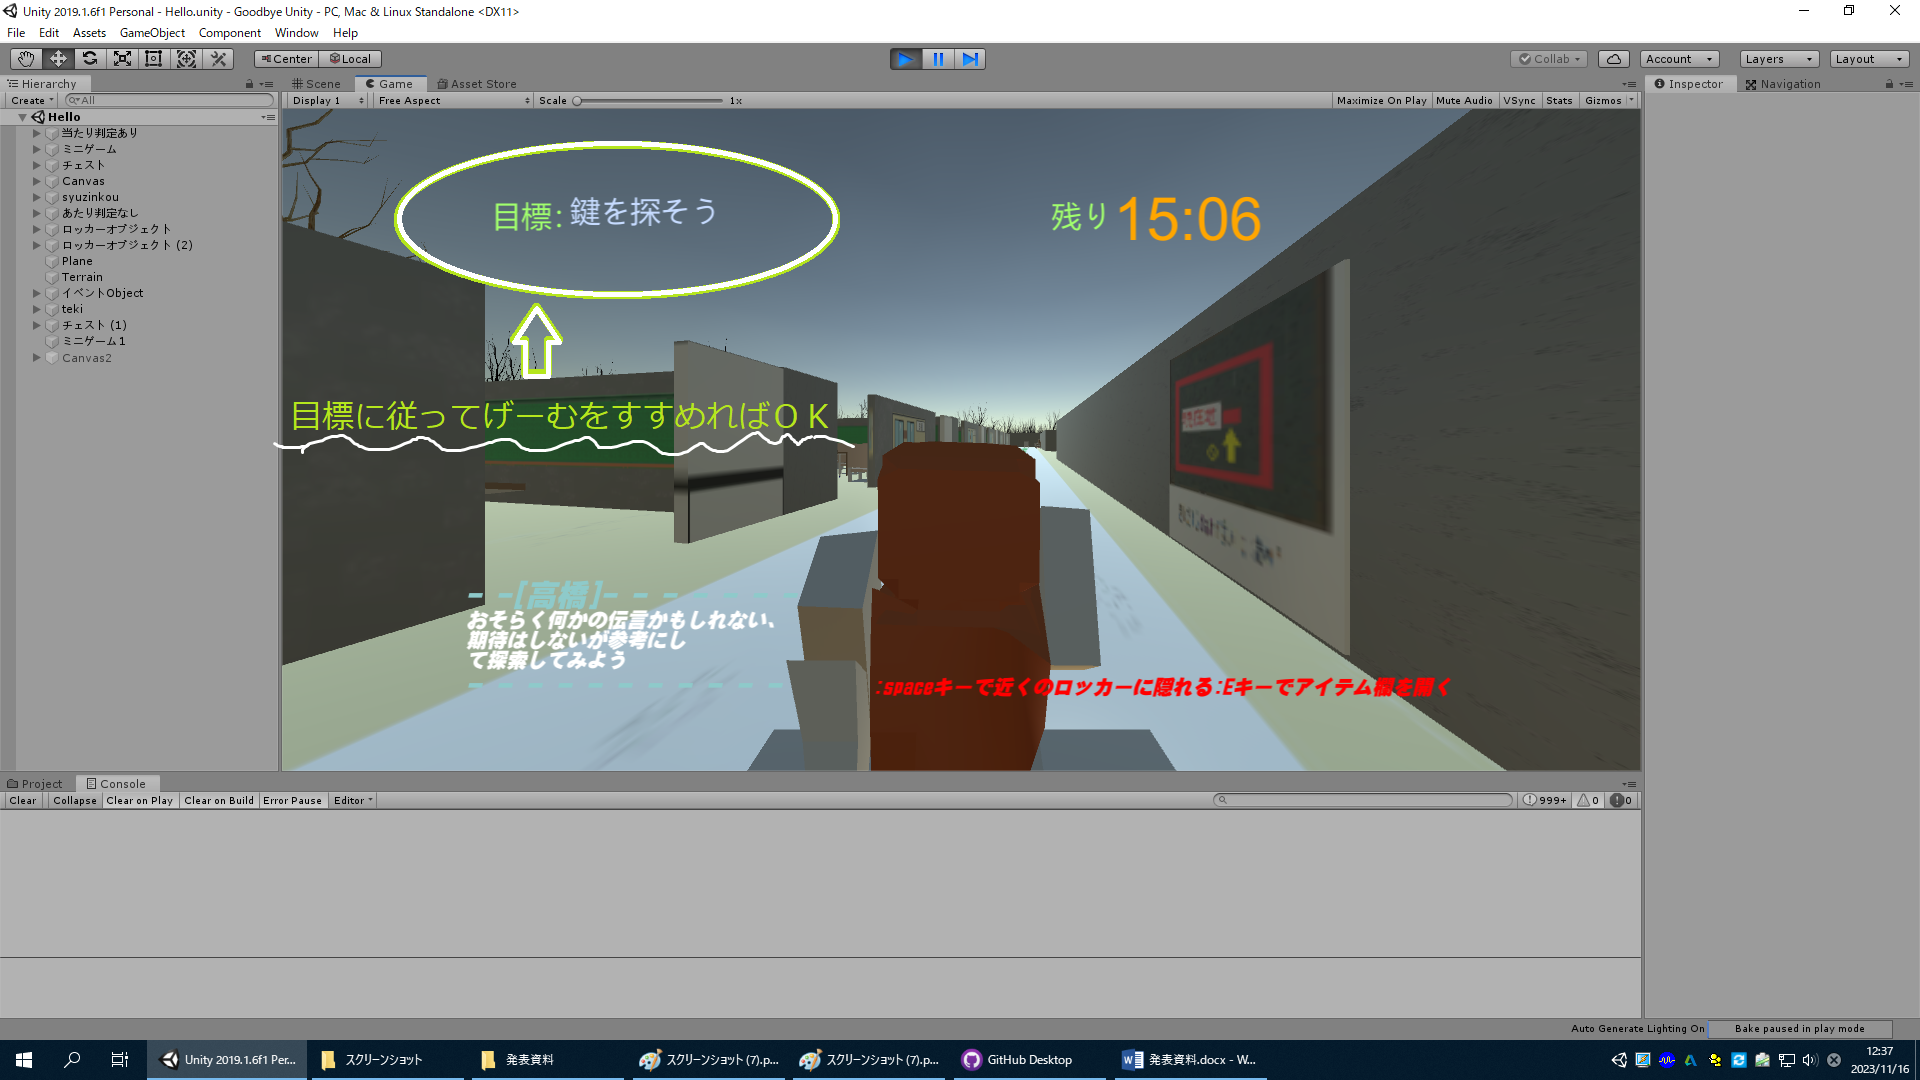 Unity 2019.1.6f1 Personal - Hello.unity - Goodbye Unity - PC, Mac & Linux Standalone <DX11>
File Edit Assets GameObject Component Window Help
Center Local
Collab Account Layers Layout
Hierarchy
Scene Game Asset Store
Inspector Navigation
Create All
Display 1 Free Aspect Scale 1x
Maximize On Play Mute Audio VSync Stats Gizmos
Hello
当たり判定あり
ミニゲーム
チェスト
Canvas
syuzinkou
あたり判定なし
ロッカーオブジェクト
ロッカーオブジェクト (2)
Plane
Terrain
イベントObject
teki
チェスト (1)
ミニゲーム１
Canvas2
目標: 鍵を探そう
残り 15:06
目標に従ってげーむをすすめればＯＫ
現在地
- -[高橋]- - - - - - - -
おそらく何かの伝言かもしれない、
期待はしないが参考にし
て探索してみよう
- - - - - - - - - - - -
:spaceキーで近くのロッカーに隠れる:Eキーでアイテム欄を開く
Project Console
Clear Collapse Clear on Play Clear on Build Error Pause Editor
999+ 0 0
Auto Generate Lighting On Bake paused in play mode
Unity 2019.1.6f1 Per...
スクリーンショット
発表資料
スクリーンショット (7).p...
スクリーンショット (7).p...
GitHub Desktop
発表資料.docx - W...
12:37
2023/11/16